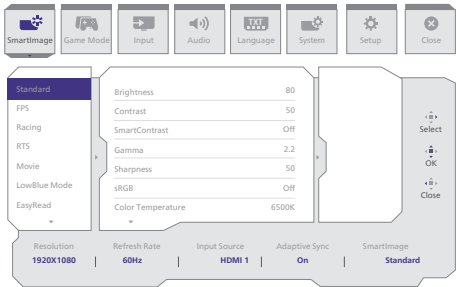 SmartImage
Game Mode
Input
Audio
TXT
Language
System
Setup
Close
Standard
FPS
Racing
RTS
Movie
LowBlue Mode
EasyRead
Brightness 80
Contrast 50
SmartContrast Off
Gamma 2.2
Sharpness 50
sRGB Off
Color Temperature 6500K
Select
OK
Close
Resolution Refresh Rate Input Source Adaptive Sync SmartImage
1920X1080 | 60Hz | HDMI 1 | On | Standard